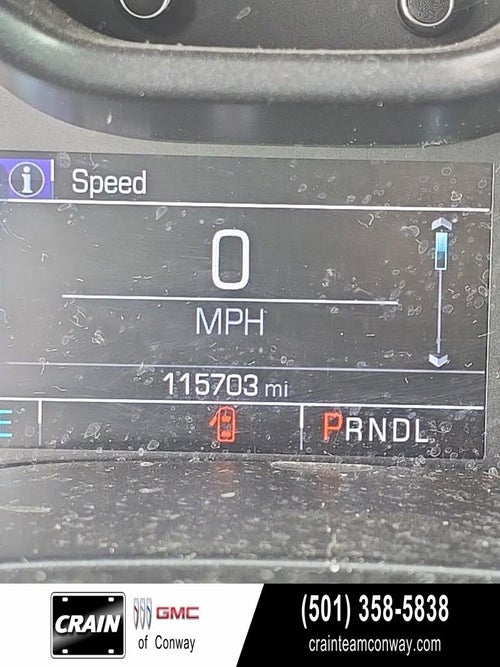 i Speed
0
MPH
115703 mi
E PRNDL
CRAIN GMC (501) 358-5838
of Conway crainteamconway.com